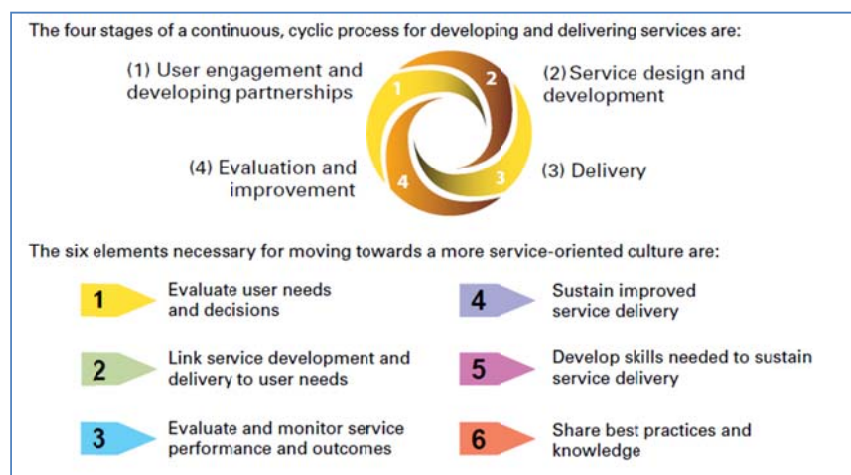 The four stages of a continuous, cyclic process for developing and delivering services are:
(1) User engagement and
developing partnerships
1
2
(2) Service design and
development
(4) Evaluation and
improvement
4
3
(3) Delivery
The six elements necessary for moving towards a more service-oriented culture are:
1
Evaluate user needs
and decisions
4
Sustain improved
service delivery
2
Link service development and
delivery to user needs
5
Develop skills needed to sustain
service delivery
3
Evaluate and monitor service
performance and outcomes
6
Share best practices and
knowledge